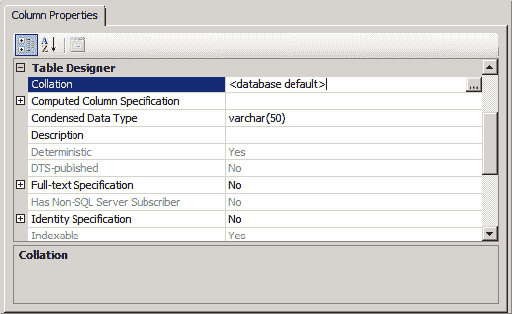 Column Properties
Table Designer
Collation <database default>
Computed Column Specification
Condensed Data Type varchar(50)
Description
Deterministic Yes
DTS-published No
Full-text Specification No
Has Non-SQL Server Subscriber No
Identity Specification No
Indexable Yes
Collation